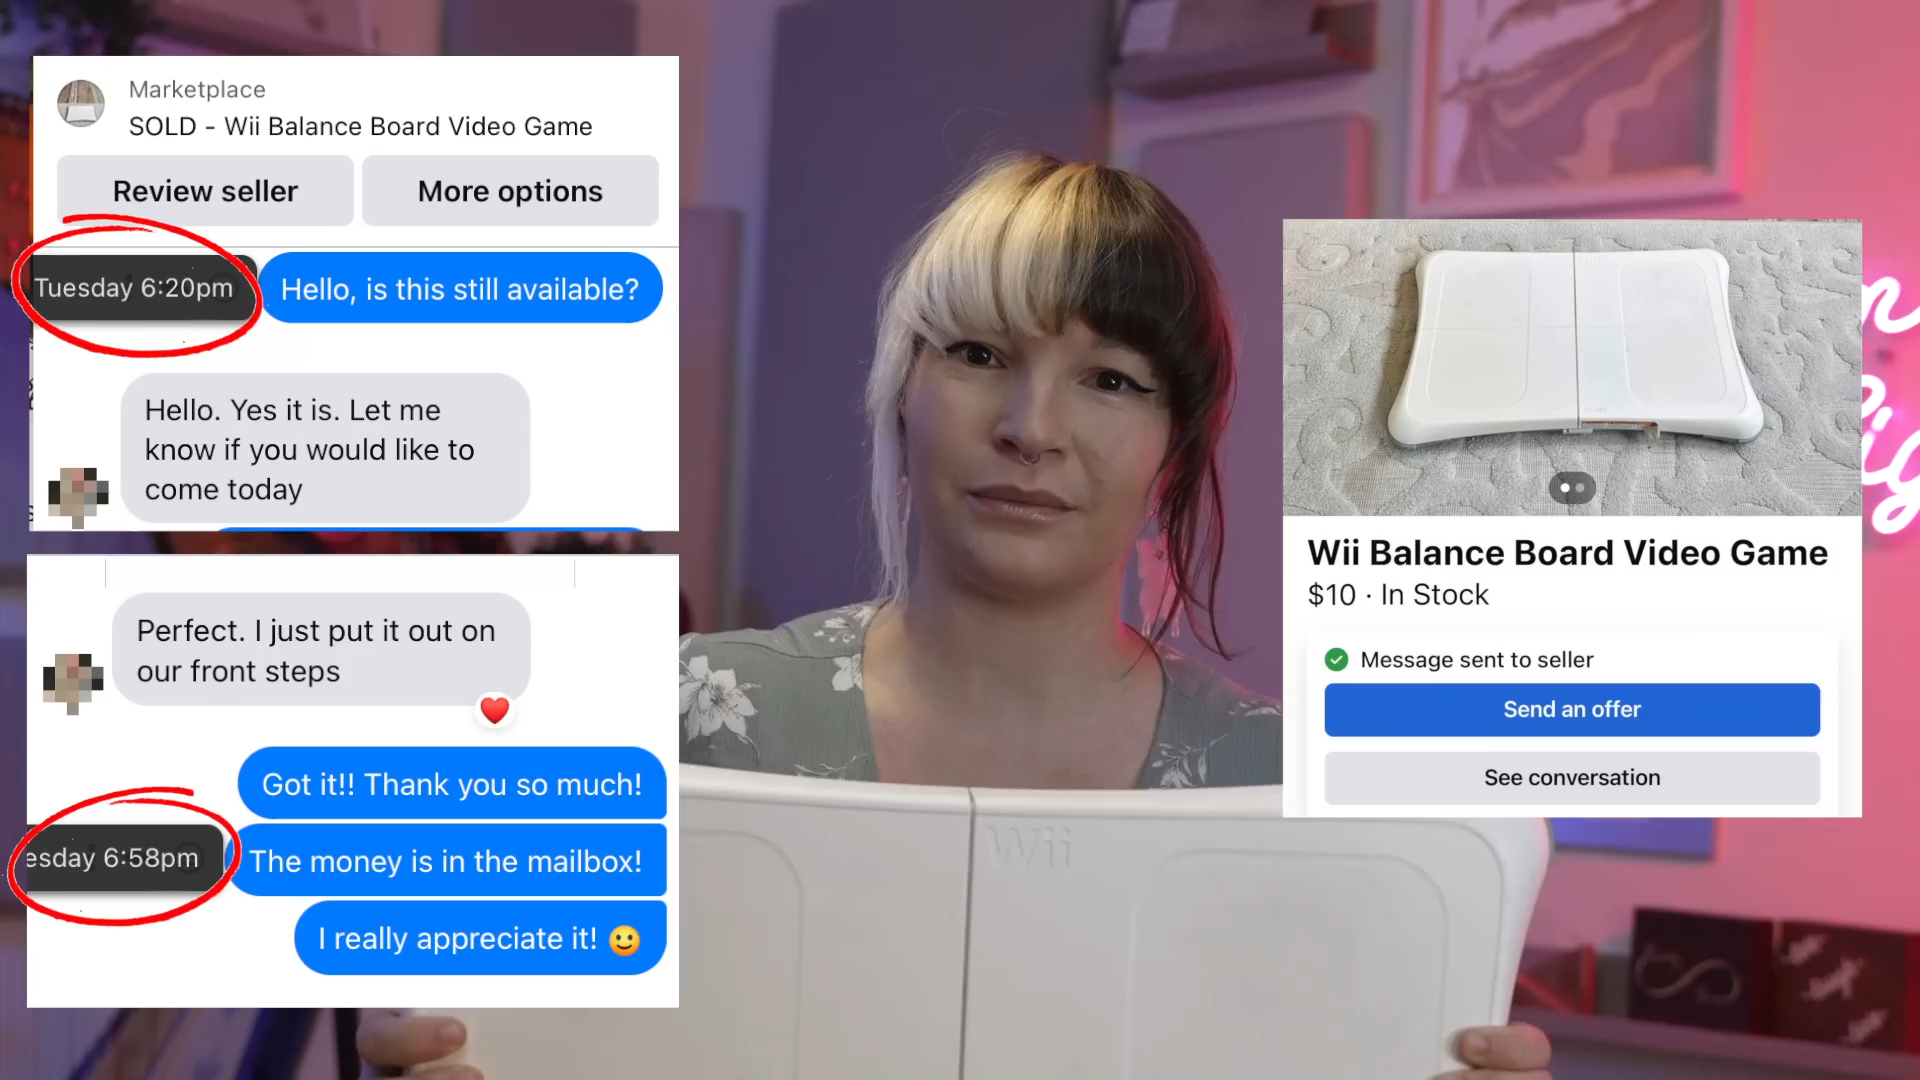 Marketplace
SOLD - Wii Balance Board Video Game
Review seller
More options
Tuesday 6:20pm
Hello, is this still available?
Hello. Yes it is. Let me
know if you would like to
come today
Perfect. I just put it out on
our front steps
Got it!! Thank you so much!
esday 6:58pm
The money is in the mailbox!
I really appreciate it! 🙂
Wii Balance Board Video Game
$10 · In Stock
Message sent to seller
Send an offer
See conversation
Wii